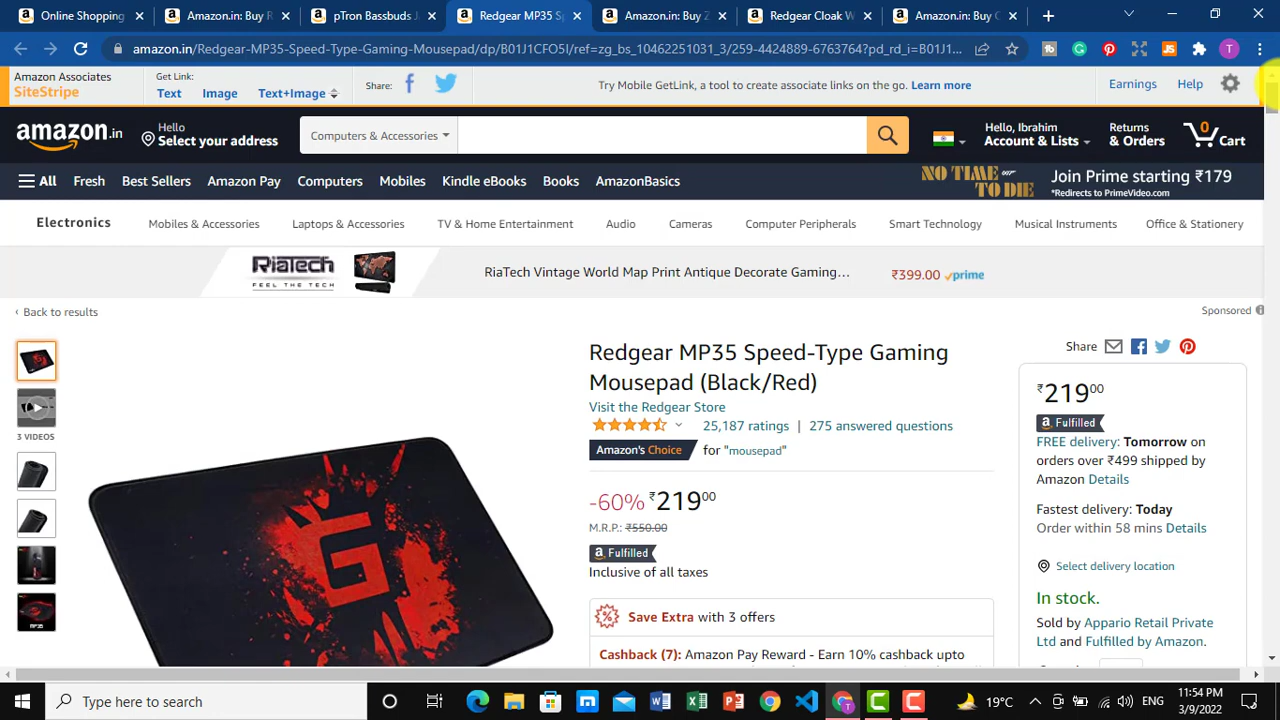 Online Shopping
Amazon.in: Buy R
pTron Bassbuds J
Redgear MP35 Sp
Amazon.in: Buy Z
Redgear Cloak W
Amazon.in: Buy
amazon.in/Redgear-MP35-Speed-Type-Gaming-Mousepad/dp/B01J1CFO5I/ref=zg_bs_10462251031_3/259-4424889-6763764?pd_rd_i=B01J1...
Amazon Associates
SiteStripe
Get Link:
Text Image Text+Image
Share:
Try Mobile GetLink, a tool to create associate links on the go. Learn more
Earnings
Help
amazon.in
Hello
Select your address
Computers & Accessories
Hello, Ibrahim
Account & Lists
Returns
& Orders
0
Cart
All Fresh Best Sellers Amazon Pay Computers Mobiles Kindle eBooks Books AmazonBasics
NO TIME TO DIE
Join Prime starting ₹179
*Redirects to PrimeVideo.com
Electronics Mobiles & Accessories Laptops & Accessories TV & Home Entertainment Audio Cameras Computer Peripherals Smart Technology Musical Instruments Office & Stationery
RiaTech
FEEL THE TECH
RiaTech Vintage World Map Print Antique Decorate Gaming...
₹399.00 prime
‹ Back to results
Sponsored
3 VIDEOS
Redgear MP35 Speed-Type Gaming
Mousepad (Black/Red)
Visit the Redgear Store
25,187 ratings | 275 answered questions
Amazon's Choice for "mousepad"
-60% ₹219.00
M.R.P.: ₹550.00
a Fulfilled
Inclusive of all taxes
Save Extra with 3 offers
Cashback (7): Amazon Pay Reward - Earn 10% cashback upto
Share
₹219.00
a Fulfilled
FREE delivery: Tomorrow on
orders over ₹499 shipped by
Amazon Details
Fastest delivery: Today
Order within 58 mins Details
Select delivery location
In stock.
Sold by Appario Retail Private
Ltd and Fulfilled by Amazon.
Type here to search
19°C
ENG
11:54 PM
3/9/2022